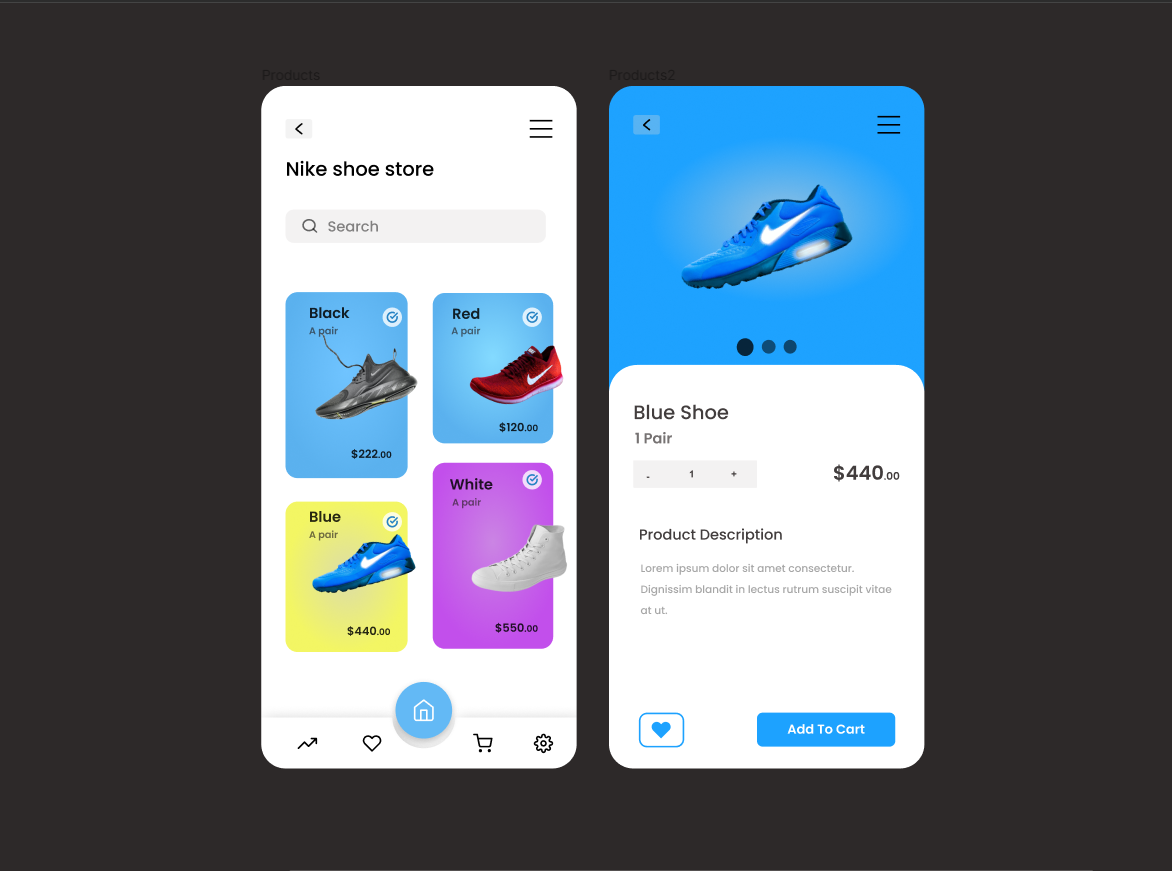 Products
Nike shoe store
Search
Black
A pair
$222.00
Red
A pair
$120.00
Blue
A pair
$440.00
White
A pair
$550.00
Products2
Blue Shoe
1 Pair
- 1 +
$440.00
Product Description
Lorem ipsum dolor sit amet consectetur.
Dignissim blandit in lectus rutrum suscipit vitae
at ut.
Add To Cart